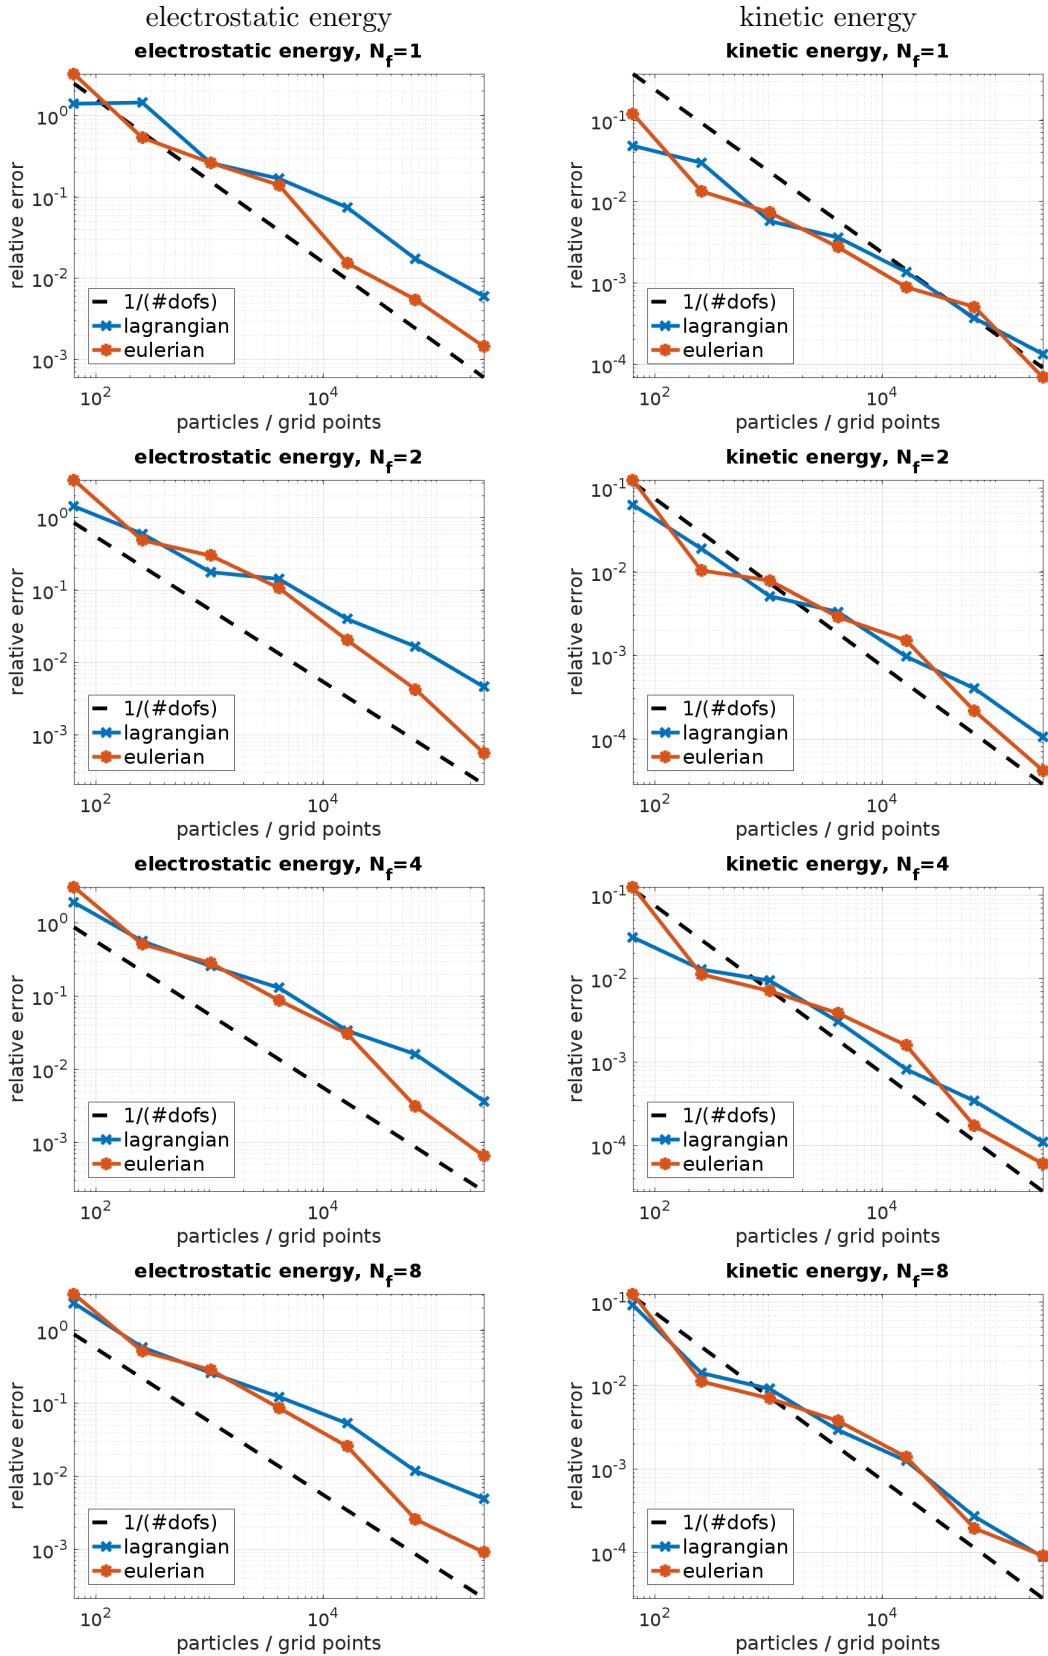 electrostatic energy
kinetic energy
electrostatic energy, N_f=1
relative error
10^0
10^-1
10^-2
10^-3
1/(#dofs)
lagrangian
eulerian
10^2
10^4
particles / grid points
kinetic energy, N_f=1
relative error
10^-1
10^-2
10^-3
10^-4
1/(#dofs)
lagrangian
eulerian
10^2
10^4
particles / grid points
electrostatic energy, N_f=2
relative error
10^0
10^-1
10^-2
10^-3
1/(#dofs)
lagrangian
eulerian
10^2
10^4
particles / grid points
kinetic energy, N_f=2
relative error
10^-1
10^-2
10^-3
10^-4
1/(#dofs)
lagrangian
eulerian
10^2
10^4
particles / grid points
electrostatic energy, N_f=4
relative error
10^0
10^-1
10^-2
10^-3
1/(#dofs)
lagrangian
eulerian
10^2
10^4
particles / grid points
kinetic energy, N_f=4
relative error
10^-1
10^-2
10^-3
10^-4
1/(#dofs)
lagrangian
eulerian
10^2
10^4
particles / grid points
electrostatic energy, N_f=8
relative error
10^0
10^-1
10^-2
10^-3
1/(#dofs)
lagrangian
eulerian
10^2
10^4
particles / grid points
kinetic energy, N_f=8
relative error
10^-1
10^-2
10^-3
10^-4
1/(#dofs)
lagrangian
eulerian
10^2
10^4
particles / grid points